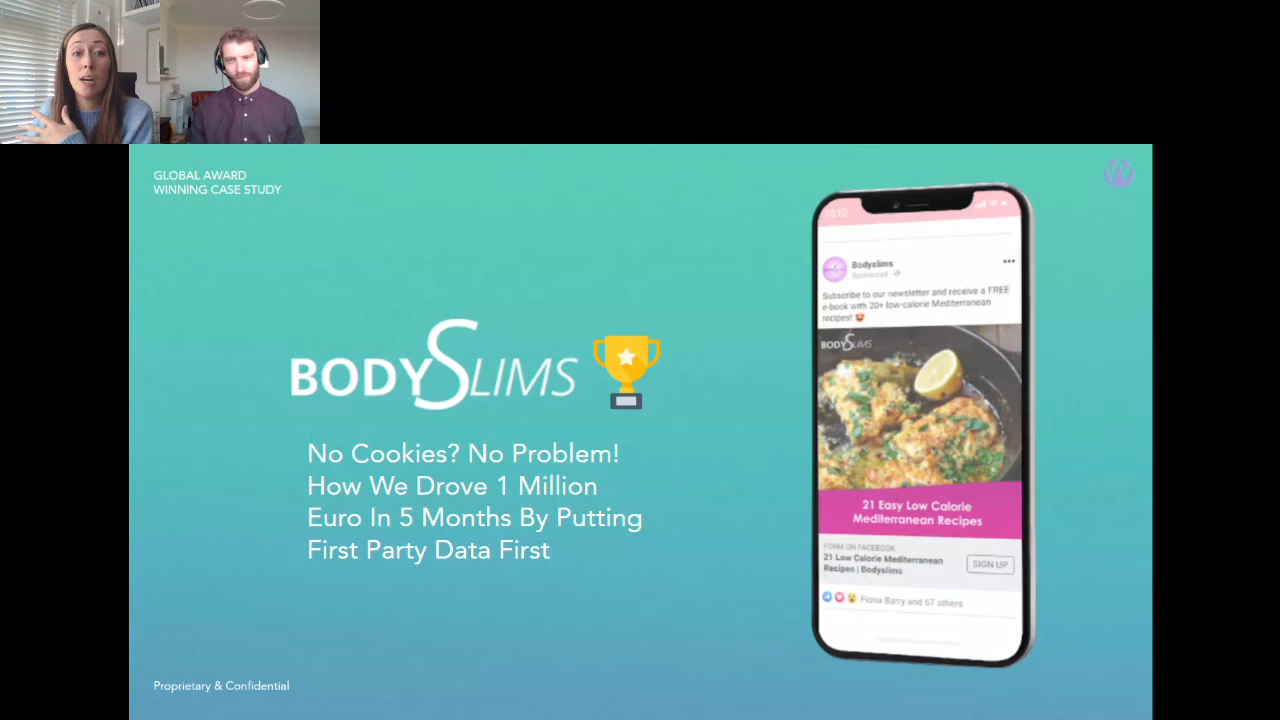 GLOBAL AWARD
WINNING CASE STUDY
BODYSLIMS
No Cookies? No Problem!
How We Drove 1 Million
Euro In 5 Months By Putting
First Party Data First
Proprietary & Confidential
10:10
Bodyslims
Sponsored ·
Subscribe to our newsletter and receive a FREE
e-book with 20+ low-calorie Mediterranean
recipes! 🤩
BODYSLIMS
21 Easy Low Calorie
Mediterranean Recipes
FORM ON FACEBOOK
21 Low Calorie Mediterranean
Recipes | Bodyslims
SIGN UP
Fiona Barry and 67 others